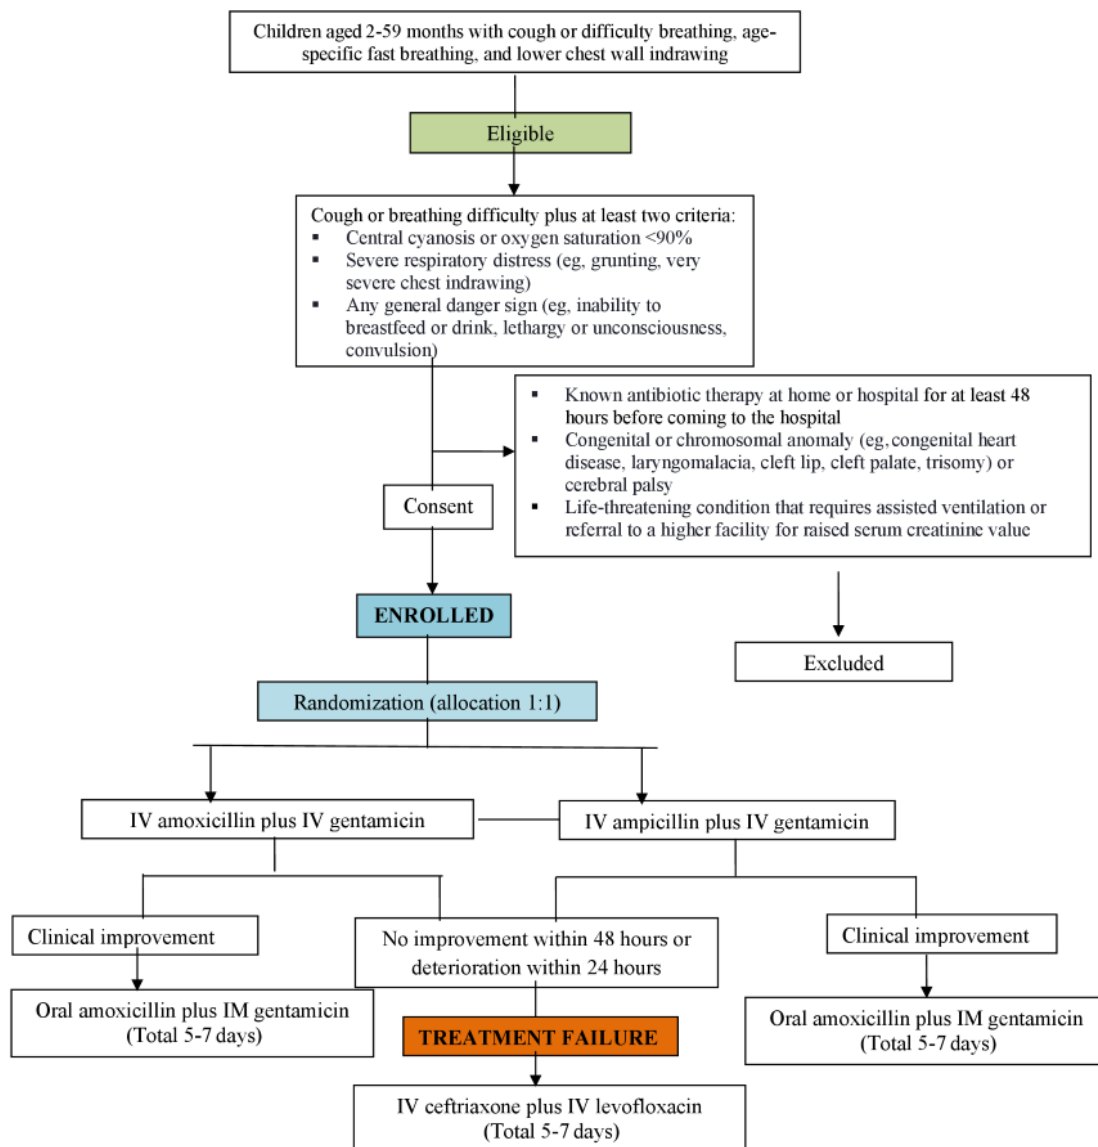 Children aged 2-59 months with cough or difficulty breathing, age-
specific fast breathing, and lower chest wall indrawing
Eligible
Cough or breathing difficulty plus at least two criteria:
▪ Central cyanosis or oxygen saturation <90%
▪ Severe respiratory distress (eg, grunting, very
severe chest indrawing)
▪ Any general danger sign (eg, inability to
breastfeed or drink, lethargy or unconsciousness,
convulsion)
▪ Known antibiotic therapy at home or hospital for at least 48
hours before coming to the hospital
▪ Congenital or chromosomal anomaly (eg, congenital heart
disease, laryngomalacia, cleft lip, cleft palate, trisomy) or
cerebral palsy
▪ Life-threatening condition that requires assisted ventilation or
referral to a higher facility for raised serum creatinine value
Consent
ENROLLED
Excluded
Randomization (allocation 1:1)
IV amoxicillin plus IV gentamicin
IV ampicillin plus IV gentamicin
Clinical improvement
No improvement within 48 hours or
deterioration within 24 hours
Clinical improvement
Oral amoxicillin plus IM gentamicin
(Total 5-7 days)
TREATMENT FAILURE
Oral amoxicillin plus IM gentamicin
(Total 5-7 days)
IV ceftriaxone plus IV levofloxacin
(Total 5-7 days)